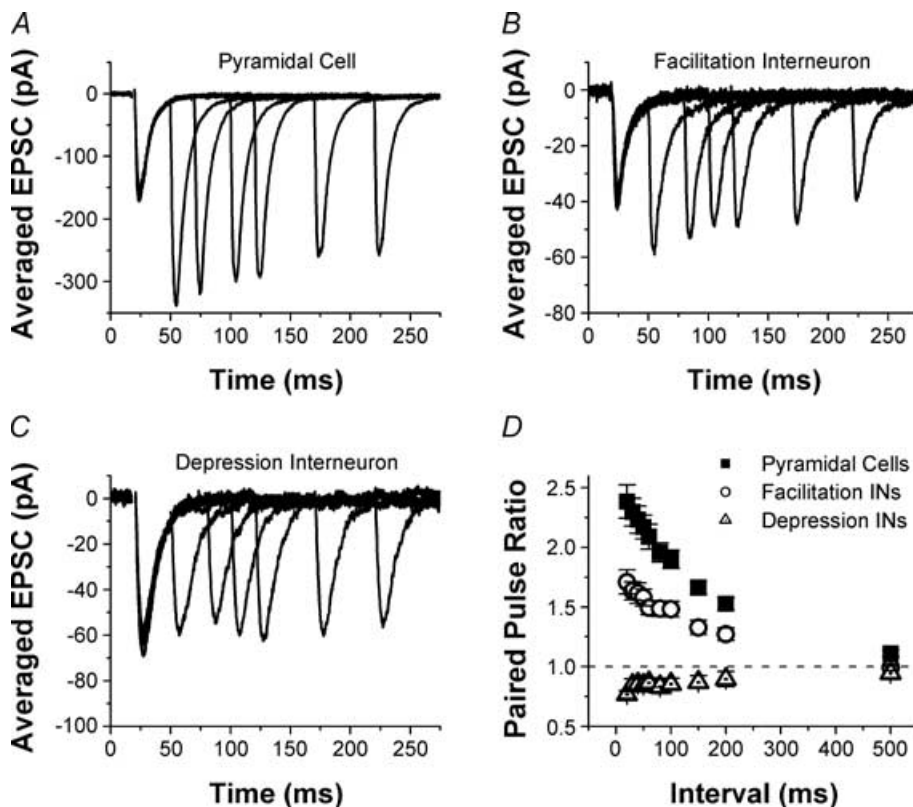 A
Pyramidal Cell
Averaged EPSC (pA)
0
-100
-200
-300
0 50 100 150 200 250
Time (ms)
B
Facilitation Interneuron
Averaged EPSC (pA)
0
-20
-40
-60
-80
0 50 100 150 200 250
Time (ms)
C
Depression Interneuron
Averaged EPSC (pA)
0
-20
-40
-60
-80
-100
0 50 100 150 200 250
Time (ms)
D
Pyramidal Cells
Facilitation INs
Depression INs
Paired Pulse Ratio
2.5
2.0
1.5
1.0
0.5
0 100 200 300 400 500
Interval (ms)